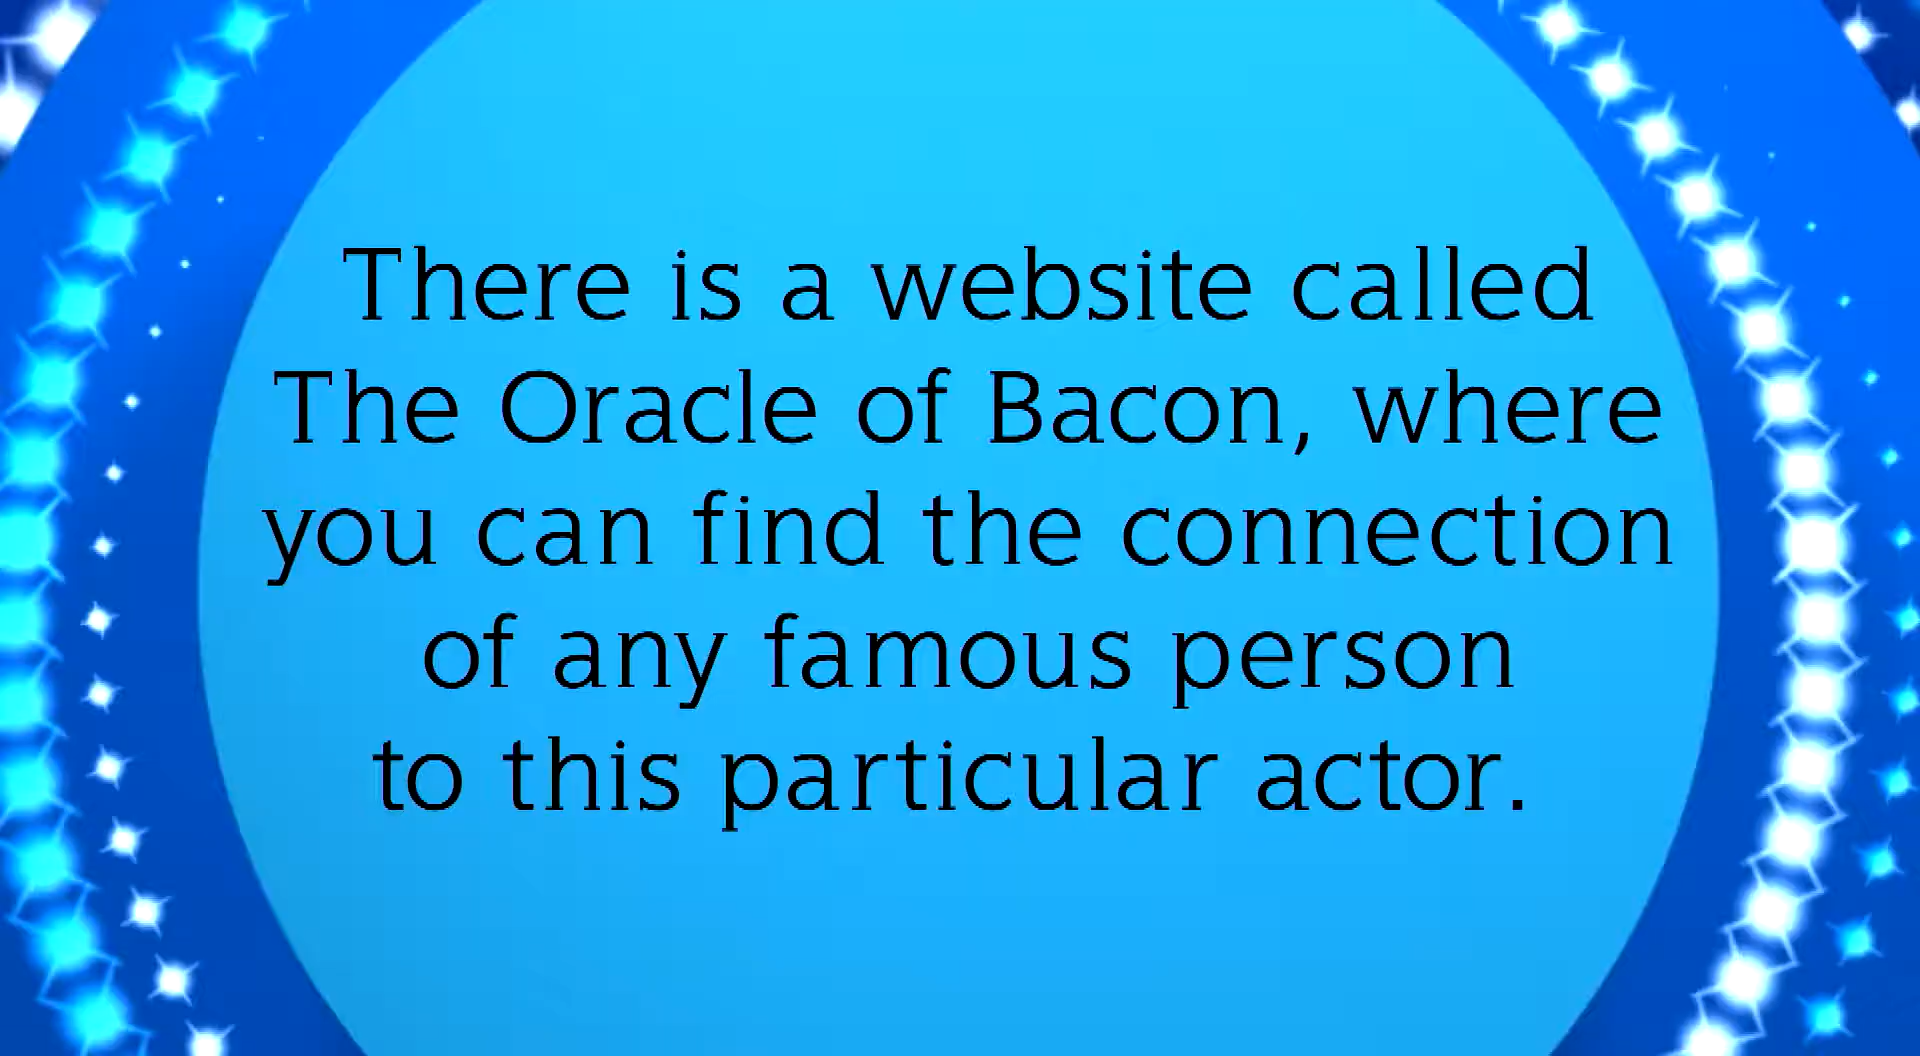 There is a website called
The Oracle of Bacon, where
you can find the connection
of any famous person
to this particular actor.